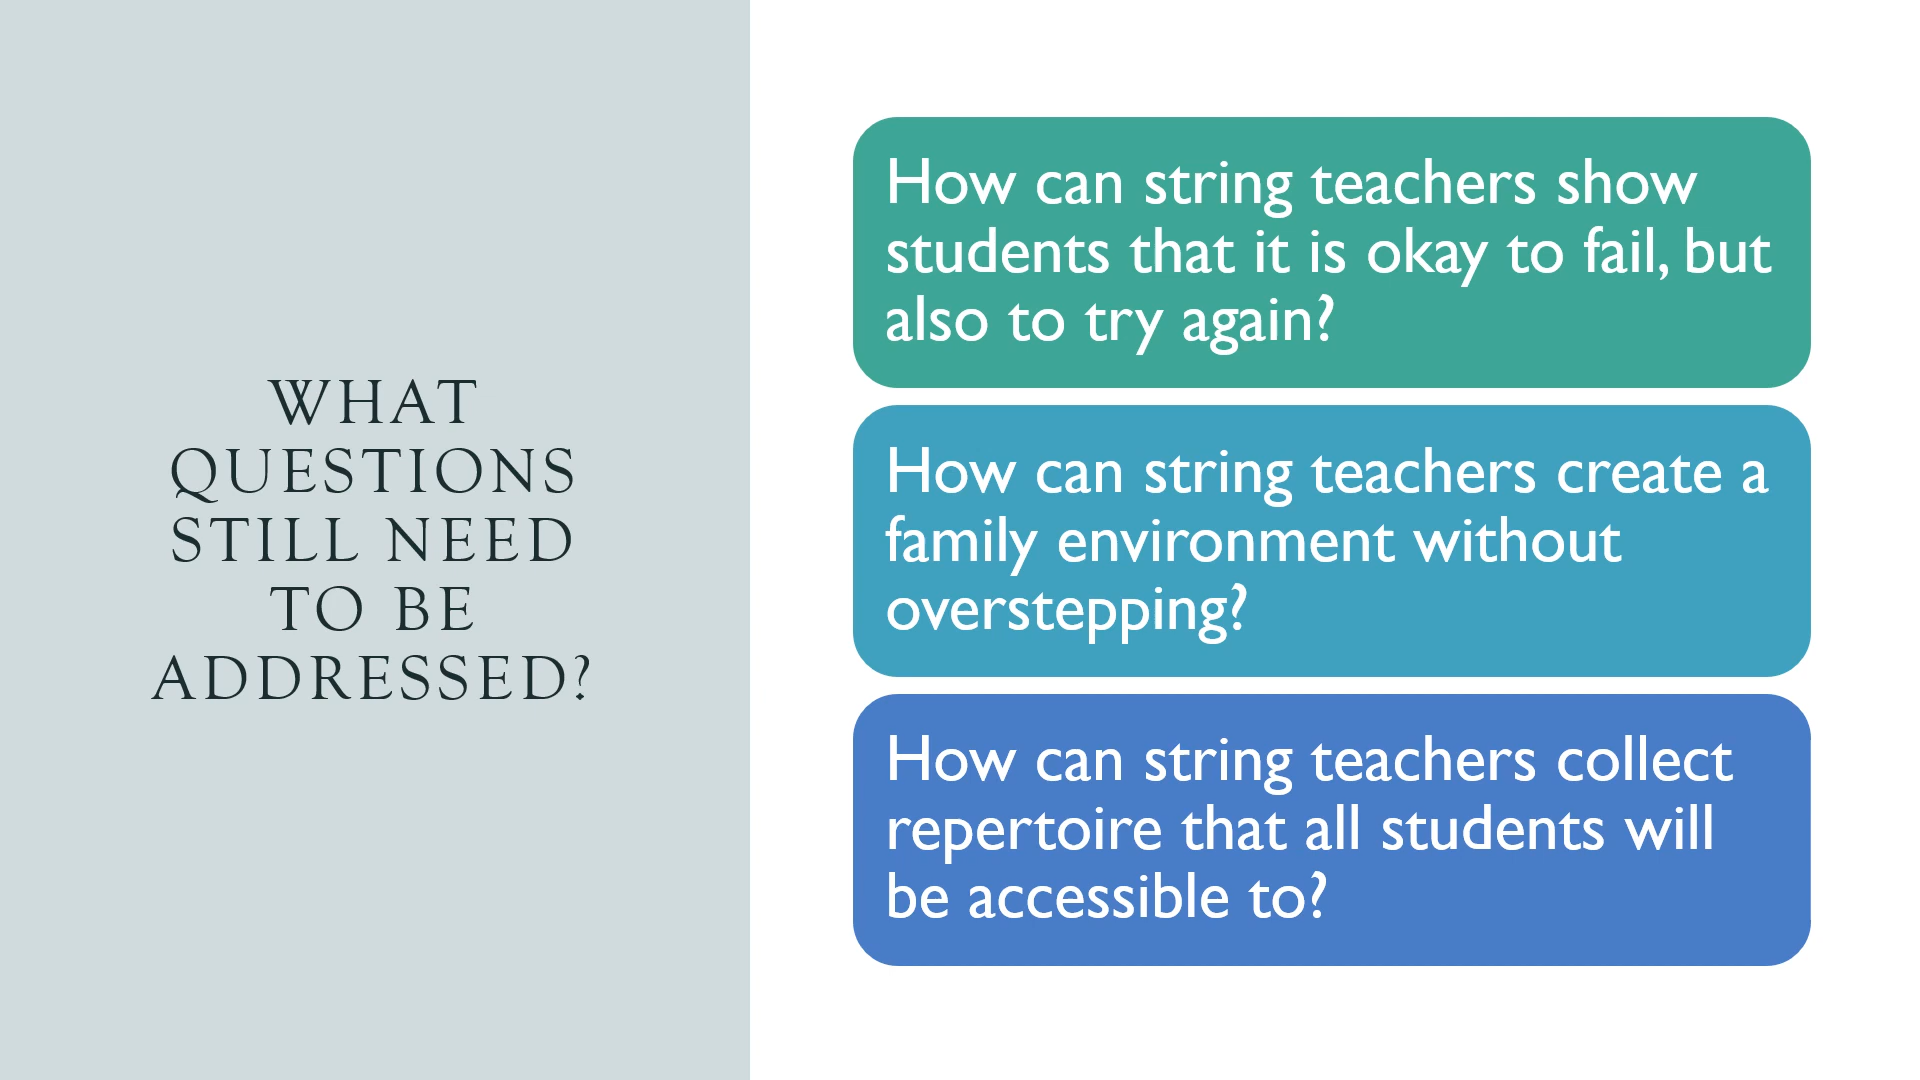 WHAT
QUESTIONS
STILL NEED
TO BE
ADDRESSED?
How can string teachers show
students that it is okay to fail, but
also to try again?
How can string teachers create a
family environment without
overstepping?
How can string teachers collect
repertoire that all students will
be accessible to?